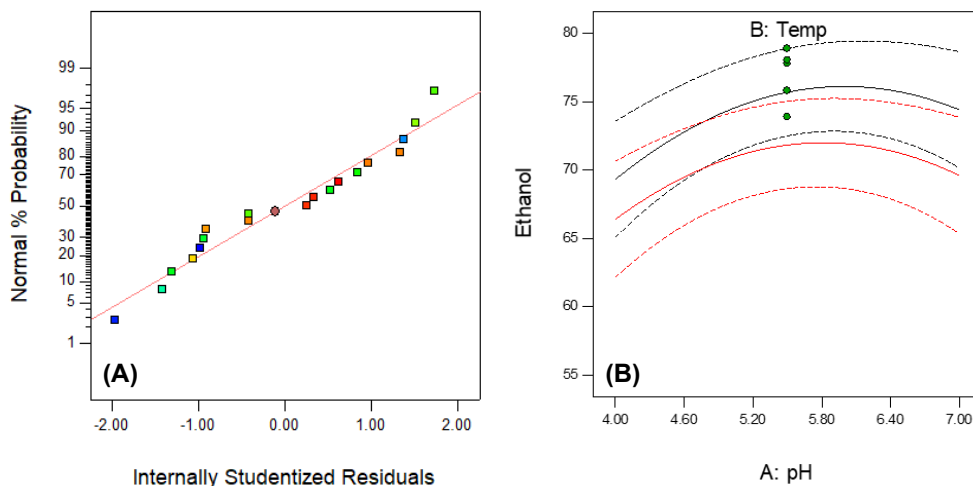 Normal % Probability
99
95
90
80
70
50
30
20
10
5
1
(A)
-2.00 -1.00 0.00 1.00 2.00
Internally Studentized Residuals
B: Temp
Ethanol
80
75
70
65
60
55
(B)
4.00 4.60 5.20 5.80 6.40 7.00
A: pH